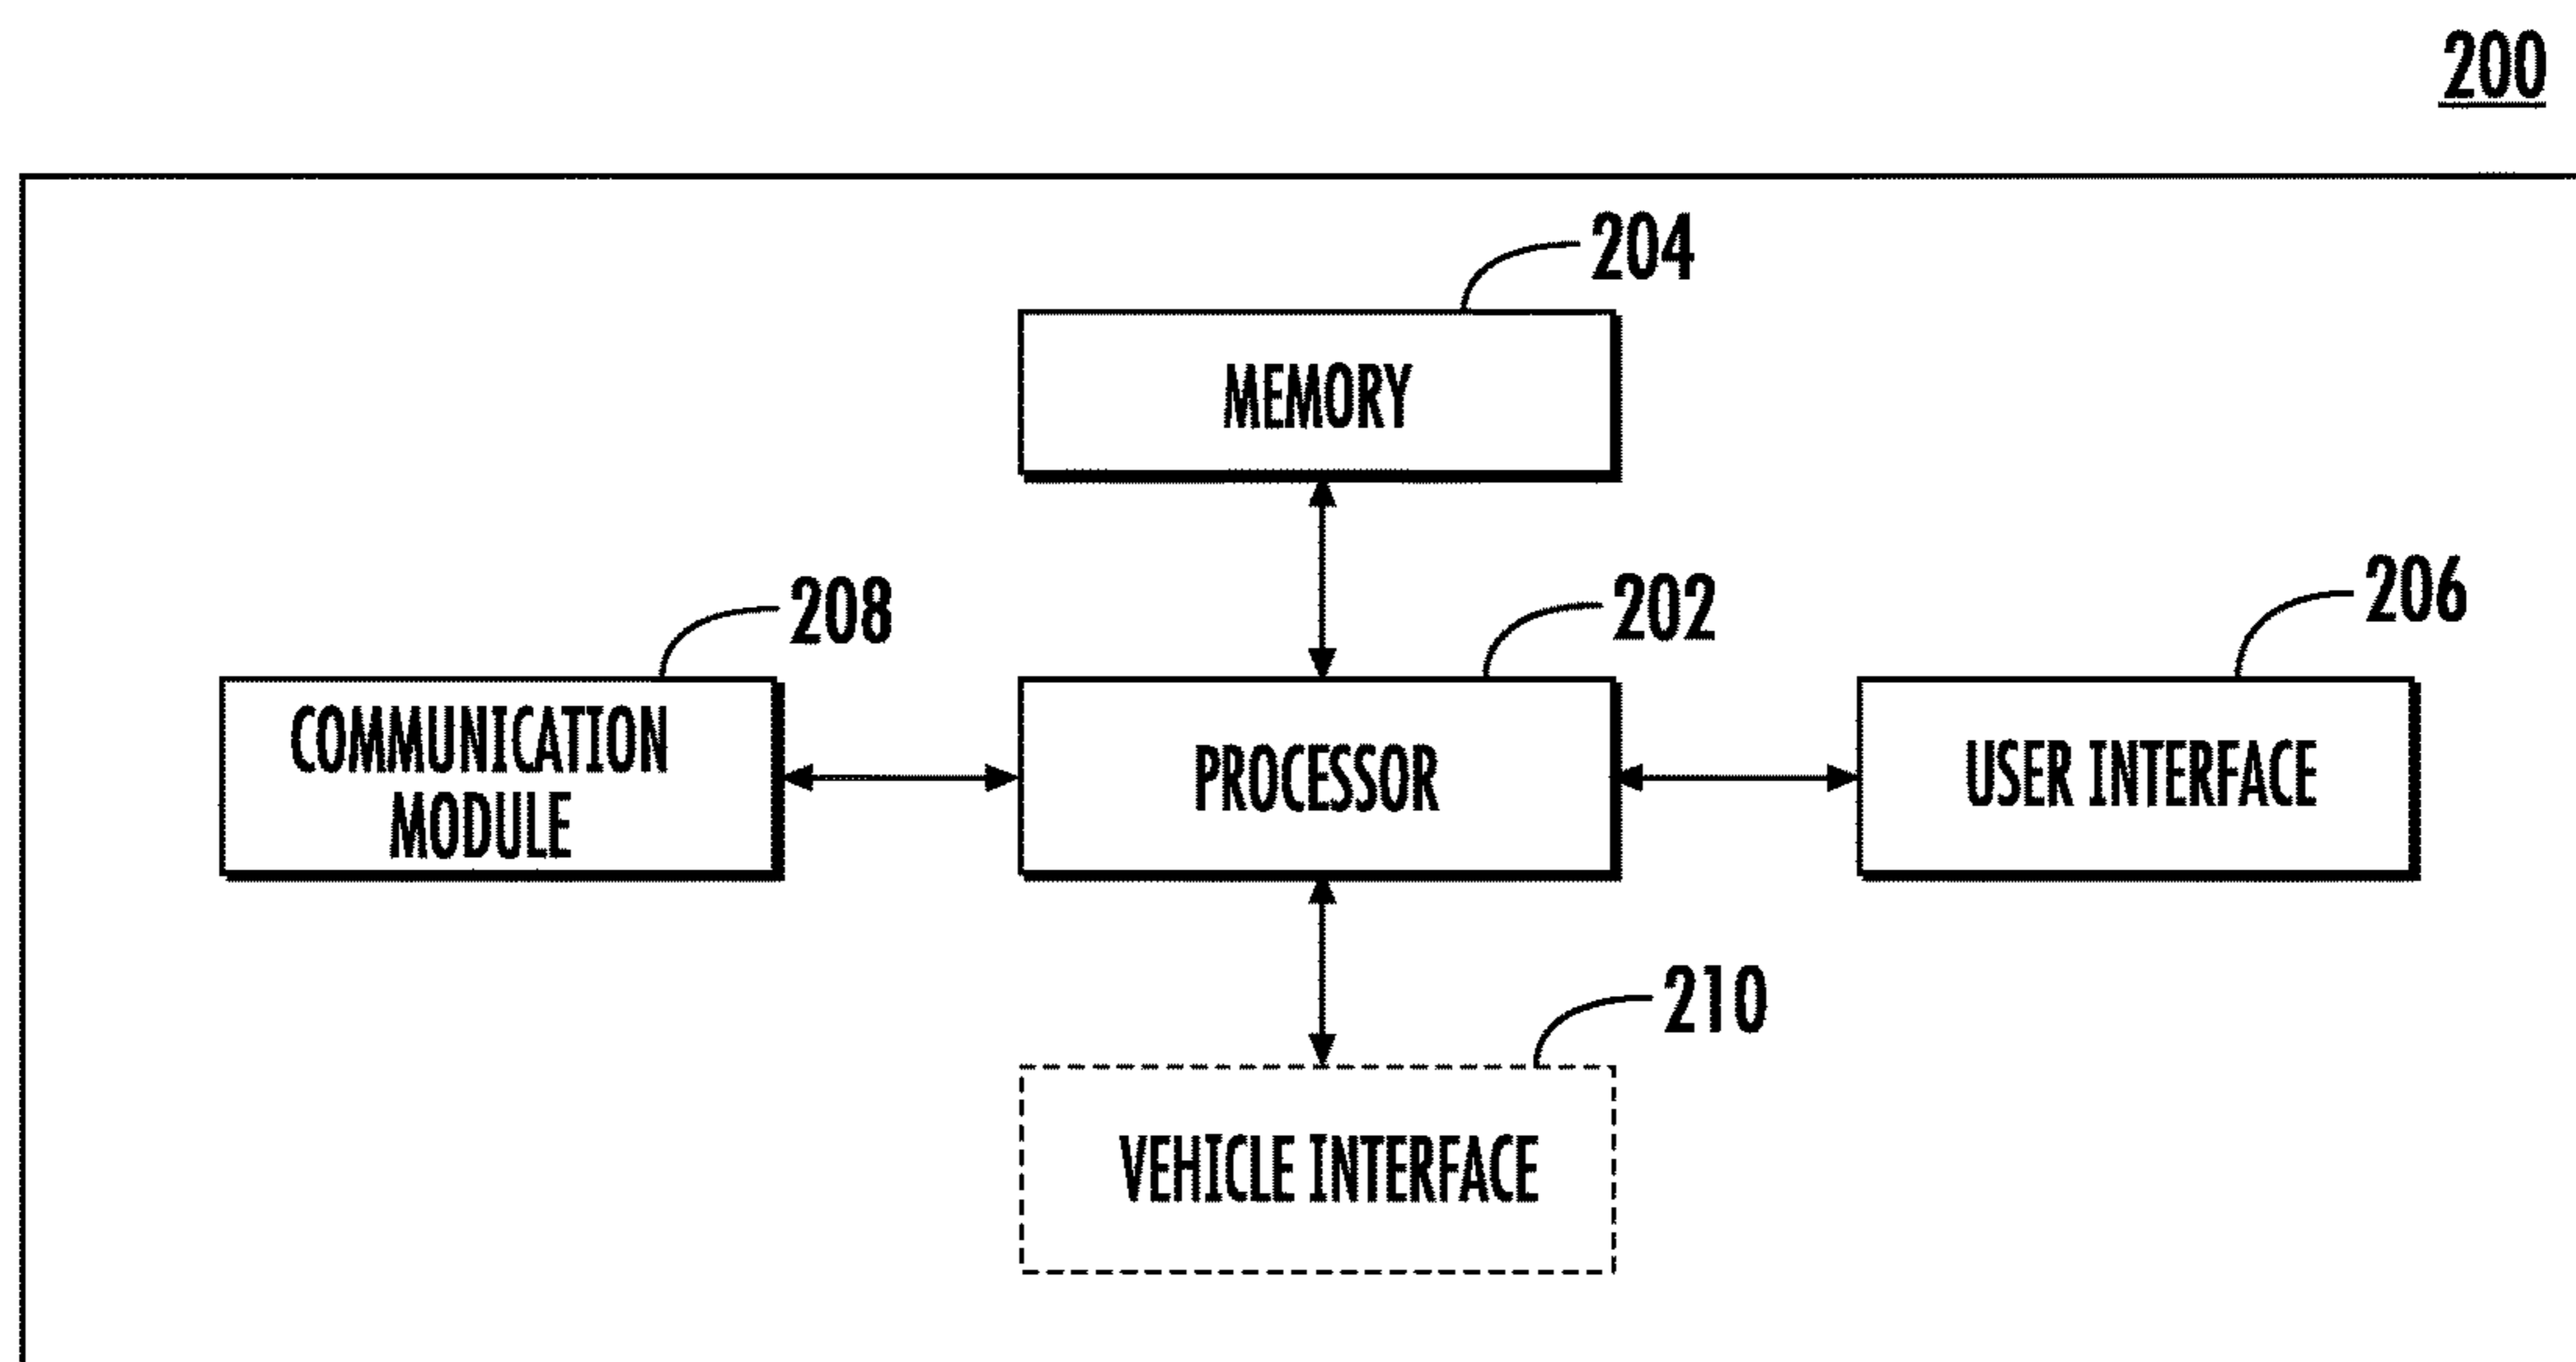 200
204
MEMORY
208
202
206
COMMUNICATION
MODULE
PROCESSOR
USER INTERFACE
210
VEHICLE INTERFACE